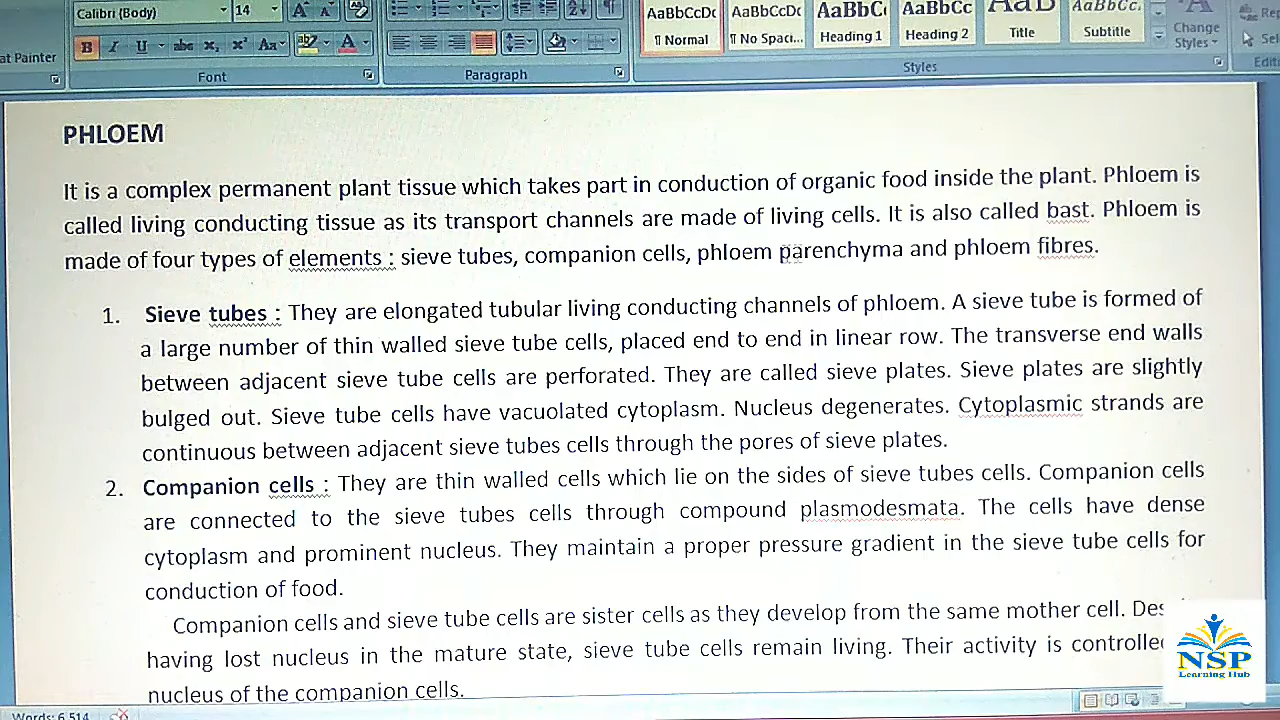 Calibri (Body) 14
AaBbCcDc AaBbCcDc AaBbC AaBbCc AaB AaBbCc.
B I U abc x₂ x² Aa ab A
¶ Normal ¶ No Spaci... Heading 1 Heading 2 Title Subtitle
Change
Styles
at Painter
Font Paragraph Styles
PHLOEM
It is a complex permanent plant tissue which takes part in conduction of organic food inside the plant. Phloem is
called living conducting tissue as its transport channels are made of living cells. It is also called bast. Phloem is
made of four types of elements : sieve tubes, companion cells, phloem parenchyma and phloem fibres.
1. Sieve tubes : They are elongated tubular living conducting channels of phloem. A sieve tube is formed of
a large number of thin walled sieve tube cells, placed end to end in linear row. The transverse end walls
between adjacent sieve tube cells are perforated. They are called sieve plates. Sieve plates are slightly
bulged out. Sieve tube cells have vacuolated cytoplasm. Nucleus degenerates. Cytoplasmic strands are
continuous between adjacent sieve tubes cells through the pores of sieve plates.
2. Companion cells : They are thin walled cells which lie on the sides of sieve tubes cells. Companion cells
are connected to the sieve tubes cells through compound plasmodesmata. The cells have dense
cytoplasm and prominent nucleus. They maintain a proper pressure gradient in the sieve tube cells for
conduction of food.
Companion cells and sieve tube cells are sister cells as they develop from the same mother cell. Des
having lost nucleus in the mature state, sieve tube cells remain living. Their activity is controlled
nucleus of the companion cells.
NSP
Learning Hub
Words: 6,514